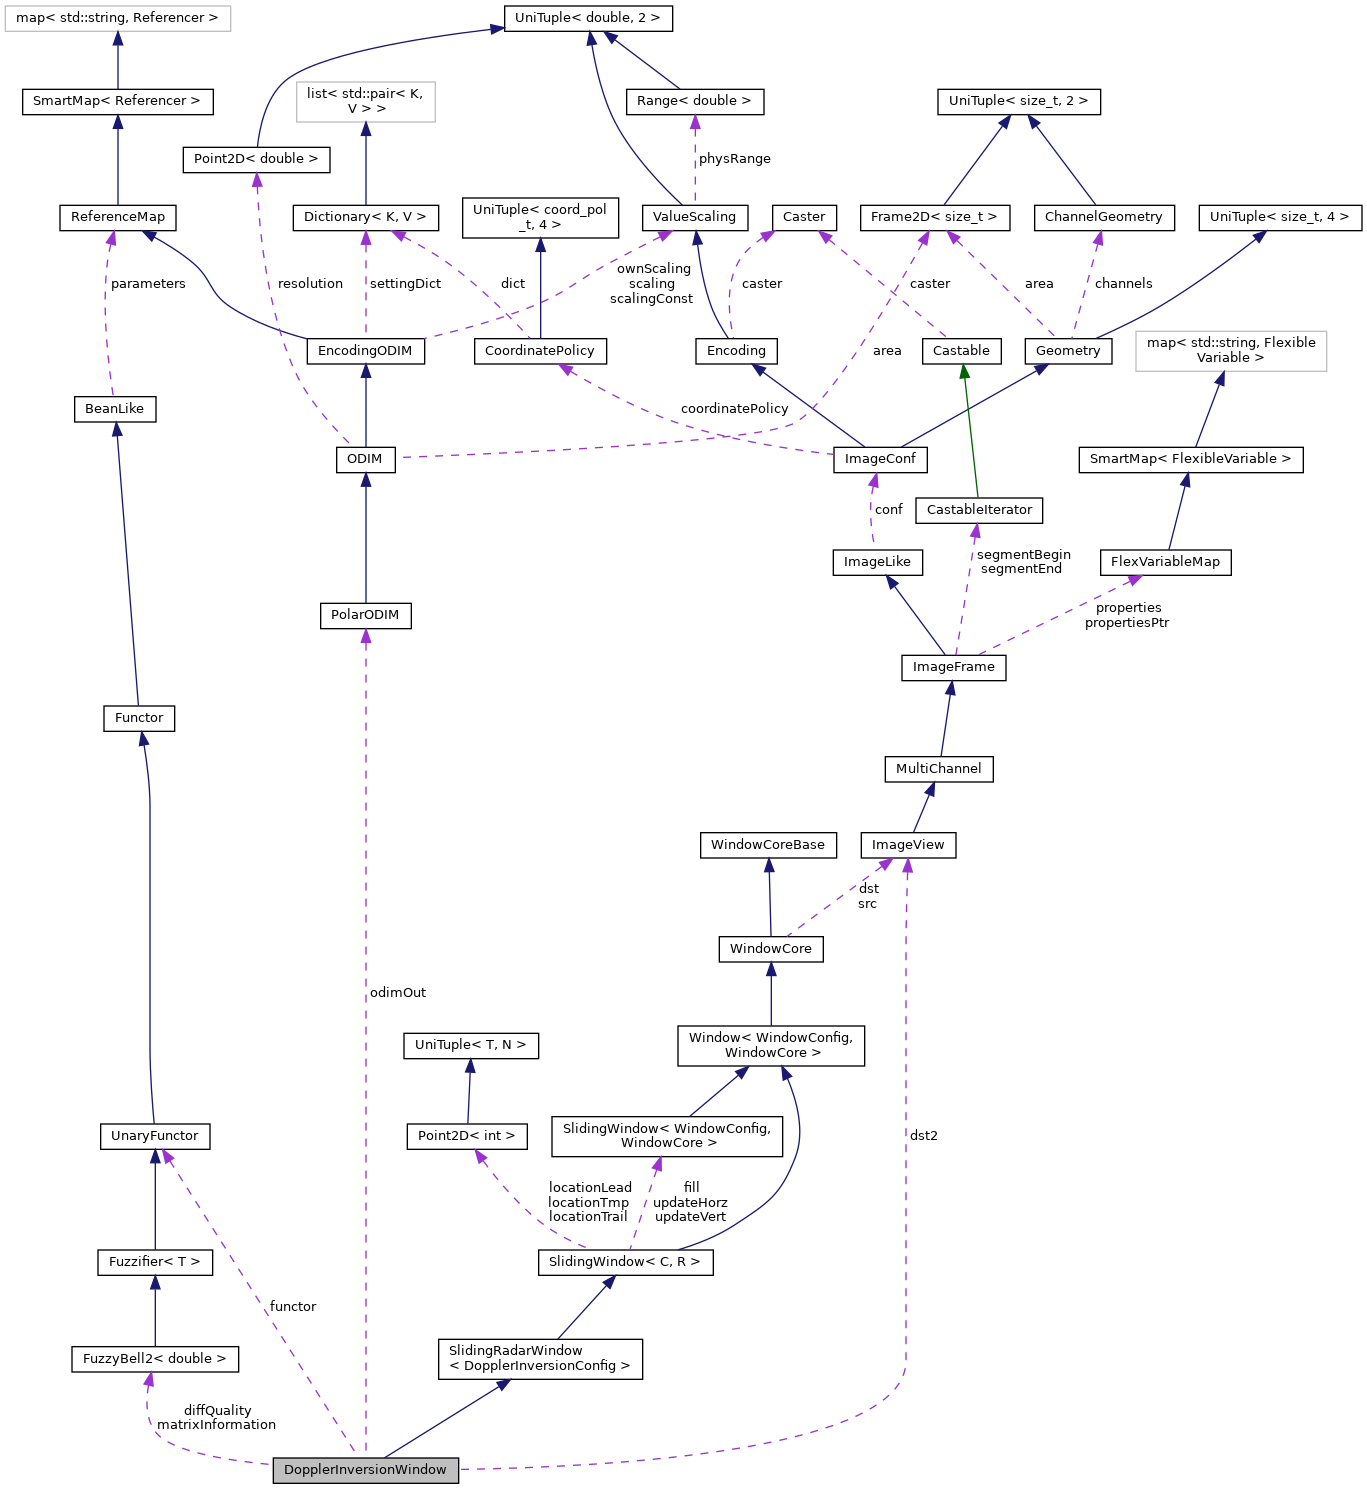 map< std::string, Referencer >
UniTuple< double, 2 >
list< std::pair< K,
V > >
SmartMap< Referencer >
Range< double >
UniTuple< size_t, 2 >
Point2D< double >
physRange
ReferenceMap
Dictionary< K, V >
UniTuple< coord_pol
_t, 4 >
ValueScaling
Caster
Frame2D< size_t >
ChannelGeometry
UniTuple< size_t, 4 >
parameters
resolution
settingDict
dict
ownScaling
scaling
scalingConst
caster
caster
area
channels
EncodingODIM
CoordinatePolicy
Encoding
area
Castable
Geometry
map< std::string, Flexible
Variable >
BeanLike
coordinatePolicy
ODIM
ImageConf
SmartMap< FlexibleVariable >
conf
CastableIterator
ImageLike
segmentBegin
segmentEnd
FlexVariableMap
PolarODIM
properties
propertiesPtr
ImageFrame
Functor
MultiChannel
WindowCoreBase
ImageView
dst
src
WindowCore
odimOut
UniTuple< T, N >
Window< WindowConfig,
WindowCore >
UnaryFunctor
Point2D< int >
SlidingWindow< WindowConfig,
WindowCore >
dst2
locationLead
locationTmp
locationTrail
fill
updateHorz
updateVert
Fuzzifier< T >
SlidingWindow< C, R >
functor
FuzzyBell2< double >
SlidingRadarWindow
< DopplerInversionConfig >
diffQuality
matrixInformation
DopplerInversionWindow